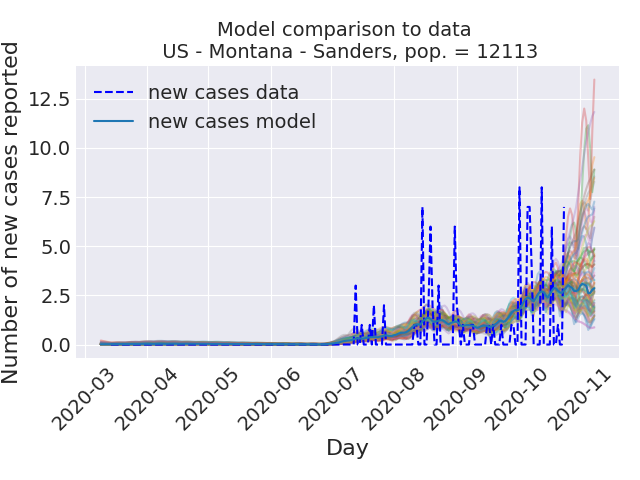 Model comparison to data
US - Montana - Sanders, pop. = 12113
Number of new cases reported
12.5
10.0
7.5
5.0
2.5
0.0
new cases data
new cases model
2020-03
2020-04
2020-05
2020-06
2020-07
2020-08
2020-09
2020-10
2020-11
Day